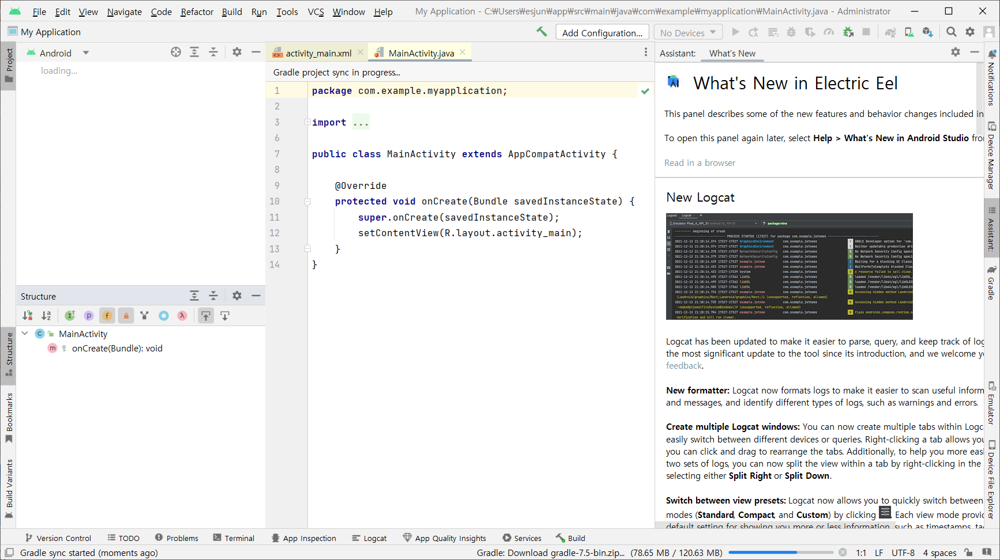 File Edit View Navigate Code Refactor Build Run Tools VCS Window Help My Application - C:₩Users₩esjun₩app₩src₩main₩java₩com₩example₩myapplication₩MainActivity.java - Administrator
My Application
Add Configuration...
No Devices
Project
Android
loading...
activity_main.xml
MainActivity.java
Gradle project sync in progress...
1 package com.example.myapplication;
2
3 import ...
6
7 public class MainActivity extends AppCompatActivity {
8
9 @Override
10 protected void onCreate(Bundle savedInstanceState) {
11 super.onCreate(savedInstanceState);
12 setContentView(R.layout.activity_main);
13 }
14 }
Structure
MainActivity
onCreate(Bundle): void
Structure
Bookmarks
Build Variants
Assistant: What's New
What's New in Electric Eel
This panel describes some of the new features and behavior changes included in
To open this panel again later, select Help > What's New in Android Studio
Read in a browser
New Logcat
Logcat has been updated to make it easier to parse, query, and keep track of
the most significant update to the tool since its introduction, and we welcome
feedback.
New formatter: Logcat now formats logs to make it easier to scan useful
and messages, and identify different types of logs, such as warnings and errors.
Create multiple Logcat windows: You can now create multiple tabs within
easily switch between different devices or queries. Right-clicking a tab allows
you can click and drag to rearrange the tabs. Additionally, to help you more
two sets of logs, you can now split the view within a tab by right-clicking in the
selecting either Split Right or Split Down.
Switch between view presets: Logcat now allows you to quickly switch between
modes (Standard, Compact, and Custom) by clicking . Each view mode
default setting for showing you more or less information, such as timestamps,
Notifications
Device Manager
Assistant:
Gradle
Emulator
Device File Explorer
Version Control TODO Problems Terminal App Inspection Logcat App Quality Insights Services Build
Gradle sync started (moments ago)
Gradle: Download gradle-7.5-bin.zip... (78.65 MB / 120.63 MB)
1:1 LF UTF-8 4 spaces